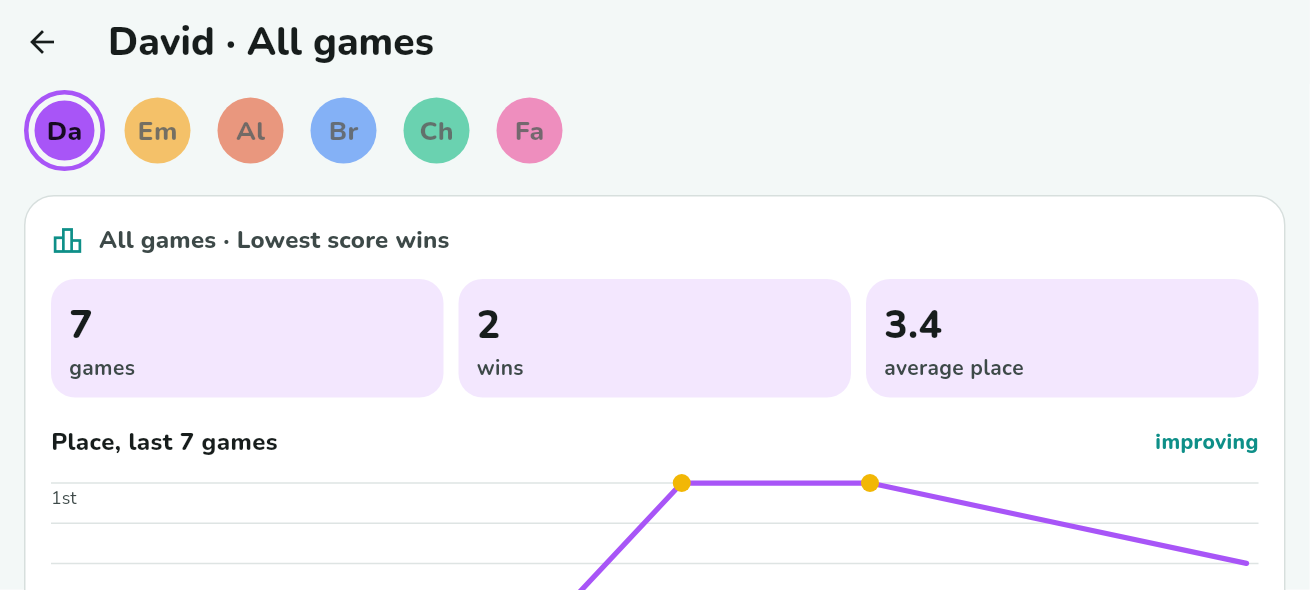 David · All games
Da Em Al Br Ch Fa
All games · Lowest score wins
7 2 3.4
games wins average place
Place, last 7 games improving
1st